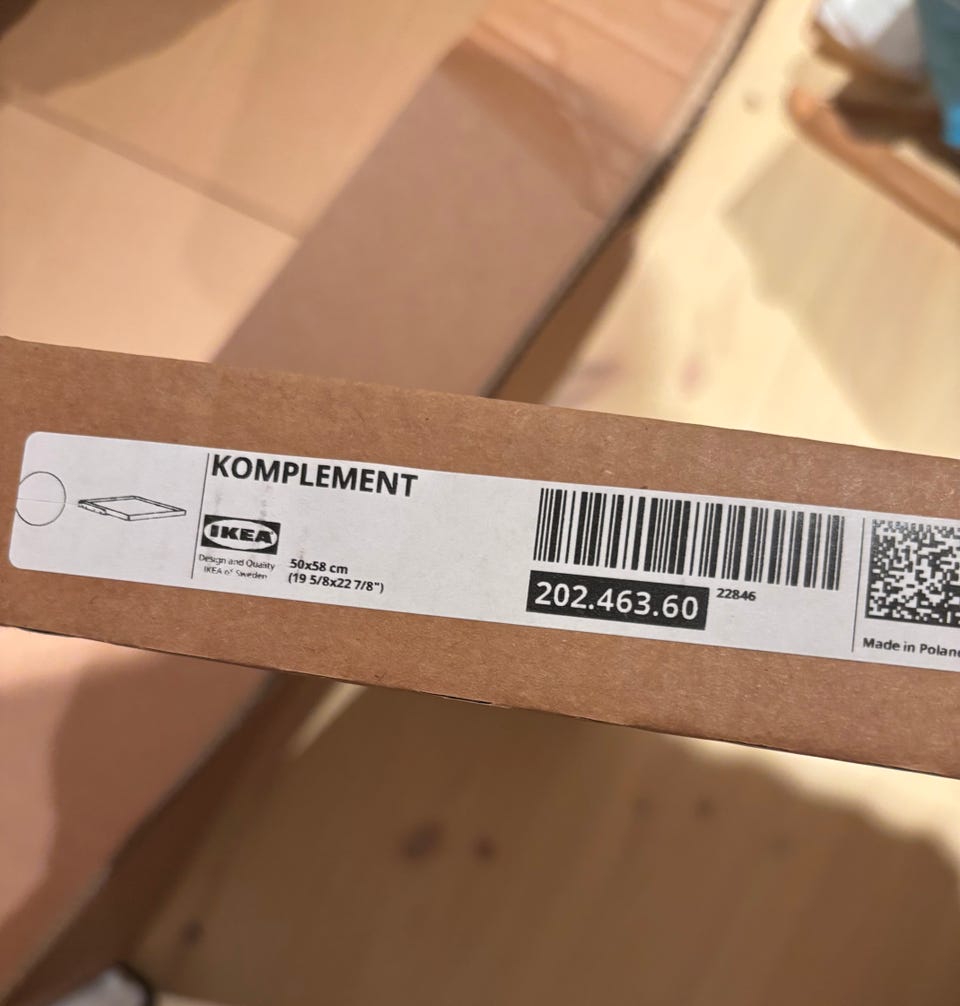 KOMPLEMENT
IKEA
Design and Quality
IKEA of Sweden
50x58 cm
(19 5/8x22 7/8")
202.463.60
22846
Made in Polan